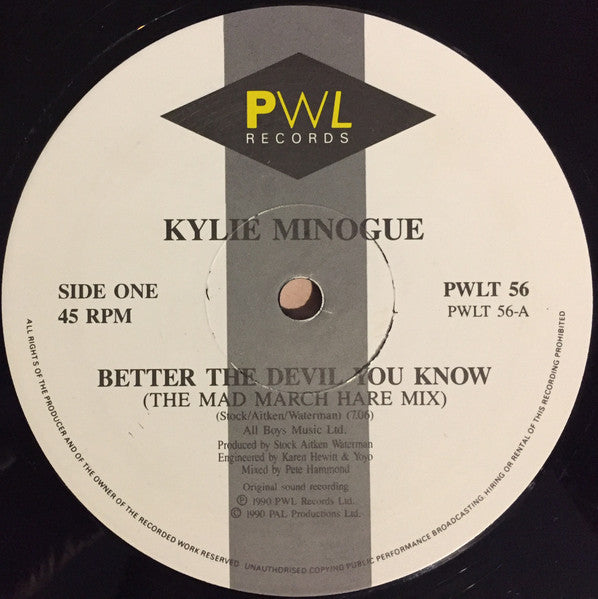 PWL
RECORDS
KYLIE MINOGUE
SIDE ONE
45 RPM
PWLT 56
PWLT 56-A
BETTER THE DEVIL YOU KNOW
(THE MAD MARCH HARE MIX)
(Stock/Aitken/Waterman) (7.06)
All Boys Music Ltd.
Produced by Stock Aitken Waterman
Engineered by Karen Hewitt & Yoyo
Mixed by Pete Hammond
Original sound recording
Ⓟ 1990 PWL Records Ltd.
© 1990 PAL Productions Ltd.
ALL RIGHTS OF THE PRODUCER AND OF THE OWNER OF THE RECORDED WORK RESERVED UNAUTHORISED COPYING PUBLIC PERFORMANCE BROADCASTING, HIRING OR RENTAL OF THIS RECORDING PROHIBITED